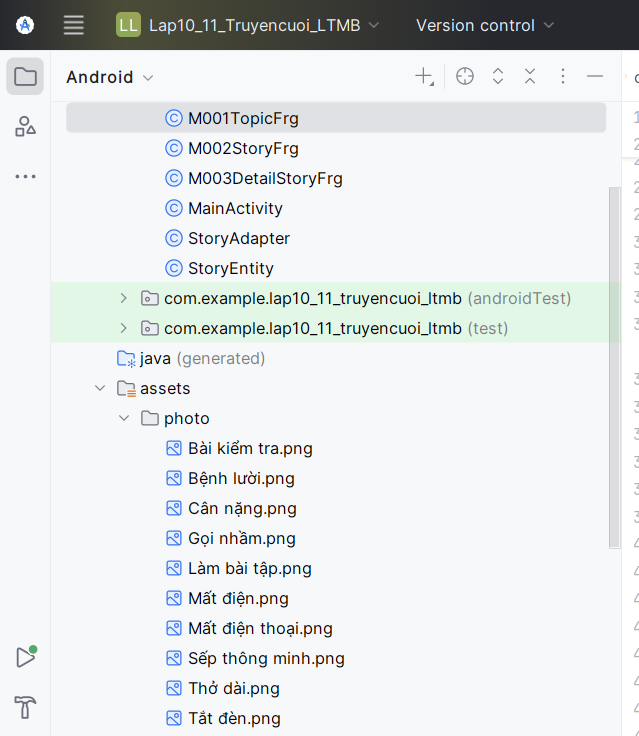 LL Lap10_11_Truyencuoi_LTMB Version control
Android
M001TopicFrg
M002StoryFrg
M003DetailStoryFrg
MainActivity
StoryAdapter
StoryEntity
com.example.lap10_11_truyencuoi_ltmb (androidTest)
com.example.lap10_11_truyencuoi_ltmb (test)
java (generated)
assets
photo
Bài kiểm tra.png
Bệnh lười.png
Cân nặng.png
Gọi nhầm.png
Làm bài tập.png
Mất điện.png
Mất điện thoại.png
Sếp thông minh.png
Thở dài.png
Tắt đèn.png